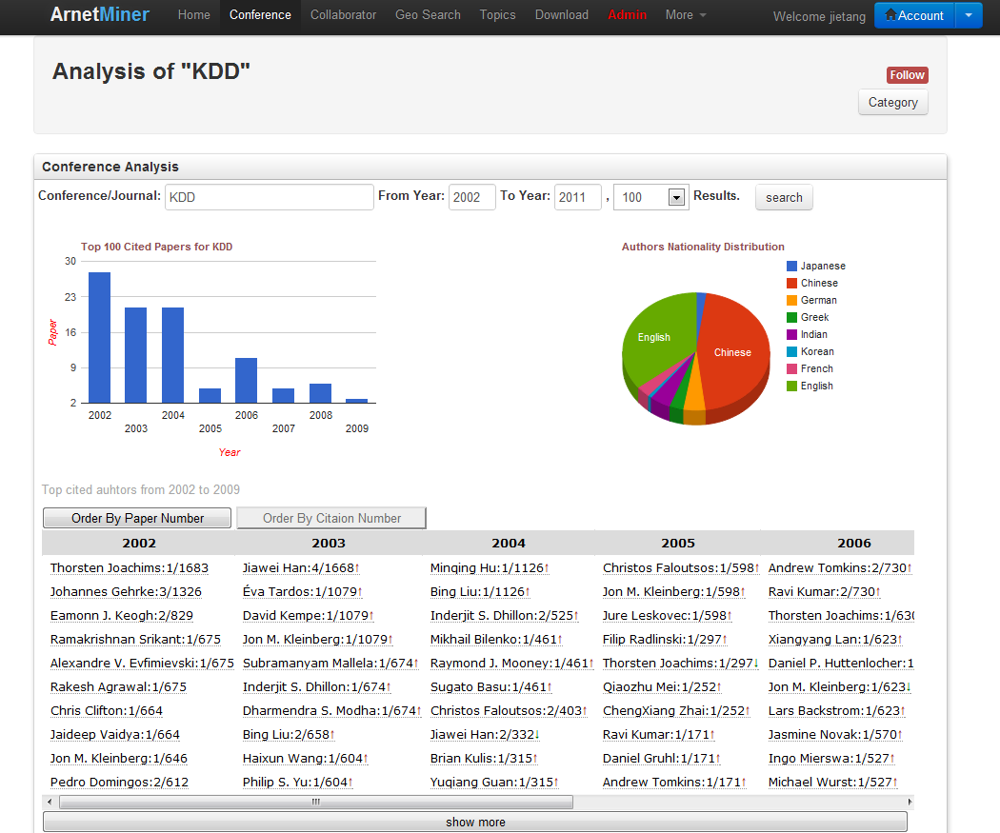 ArnetMiner Home Conference Collaborator Geo Search Topics Download Admin More Welcome jietang Account
Analysis of "KDD"
Follow
Category
Conference Analysis
Conference/Journal: KDD From Year: 2002 To Year: 2011 , 100 Results. search
Top 100 Cited Papers for KDD
30
23
16
9
2
Paper
2002 2003 2004 2005 2006 2007 2008 2009
Year
Authors Nationality Distribution
English
Chinese
Japanese
Chinese
German
Greek
Indian
Korean
French
English
Top cited auhtors from 2002 to 2009
Order By Paper Number Order By Citaion Number
2002 2003 2004 2005 2006
Thorsten Joachims:1/1683 Jiawei Han:4/1668↑ Minqing Hu:1/1126↑ Christos Faloutsos:1/598↑ Andrew Tomkins:2/730↑
Johannes Gehrke:3/1326 Éva Tardos:1/1079↑ Bing Liu:1/1126↑ Jon M. Kleinberg:1/598↑ Ravi Kumar:2/730↑
Eamonn J. Keogh:2/829 David Kempe:1/1079↑ Inderjit S. Dhillon:2/525↑ Jure Leskovec:1/598↑ Thorsten Joachims:1/630
Ramakrishnan Srikant:1/675 Jon M. Kleinberg:1/1079↑ Mikhail Bilenko:1/461↑ Filip Radlinski:1/297↑ Xiangyang Lan:1/623↑
Alexandre V. Evfimievski:1/675 Subramanyam Mallela:1/674↑ Raymond J. Mooney:1/461↑ Thorsten Joachims:1/297↓ Daniel P. Huttenlocher:1
Rakesh Agrawal:1/675 Inderjit S. Dhillon:1/674↑ Sugato Basu:1/461↑ Qiaozhu Mei:1/252↑ Jon M. Kleinberg:1/623↓
Chris Clifton:1/664 Dharmendra S. Modha:1/674↑ Christos Faloutsos:2/403↑ ChengXiang Zhai:1/252↑ Lars Backstrom:1/623↑
Jaideep Vaidya:1/664 Bing Liu:2/658↑ Jiawei Han:2/332↓ Ravi Kumar:1/171↑ Jasmine Novak:1/570↑
Jon M. Kleinberg:1/646 Haixun Wang:1/604↑ Brian Kulis:1/315↑ Daniel Gruhl:1/171↑ Ingo Mierswa:1/527↑
Pedro Domingos:2/612 Philip S. Yu:1/604↑ Yuqiang Guan:1/315↑ Andrew Tomkins:1/171↑ Michael Wurst:1/527↑
show more